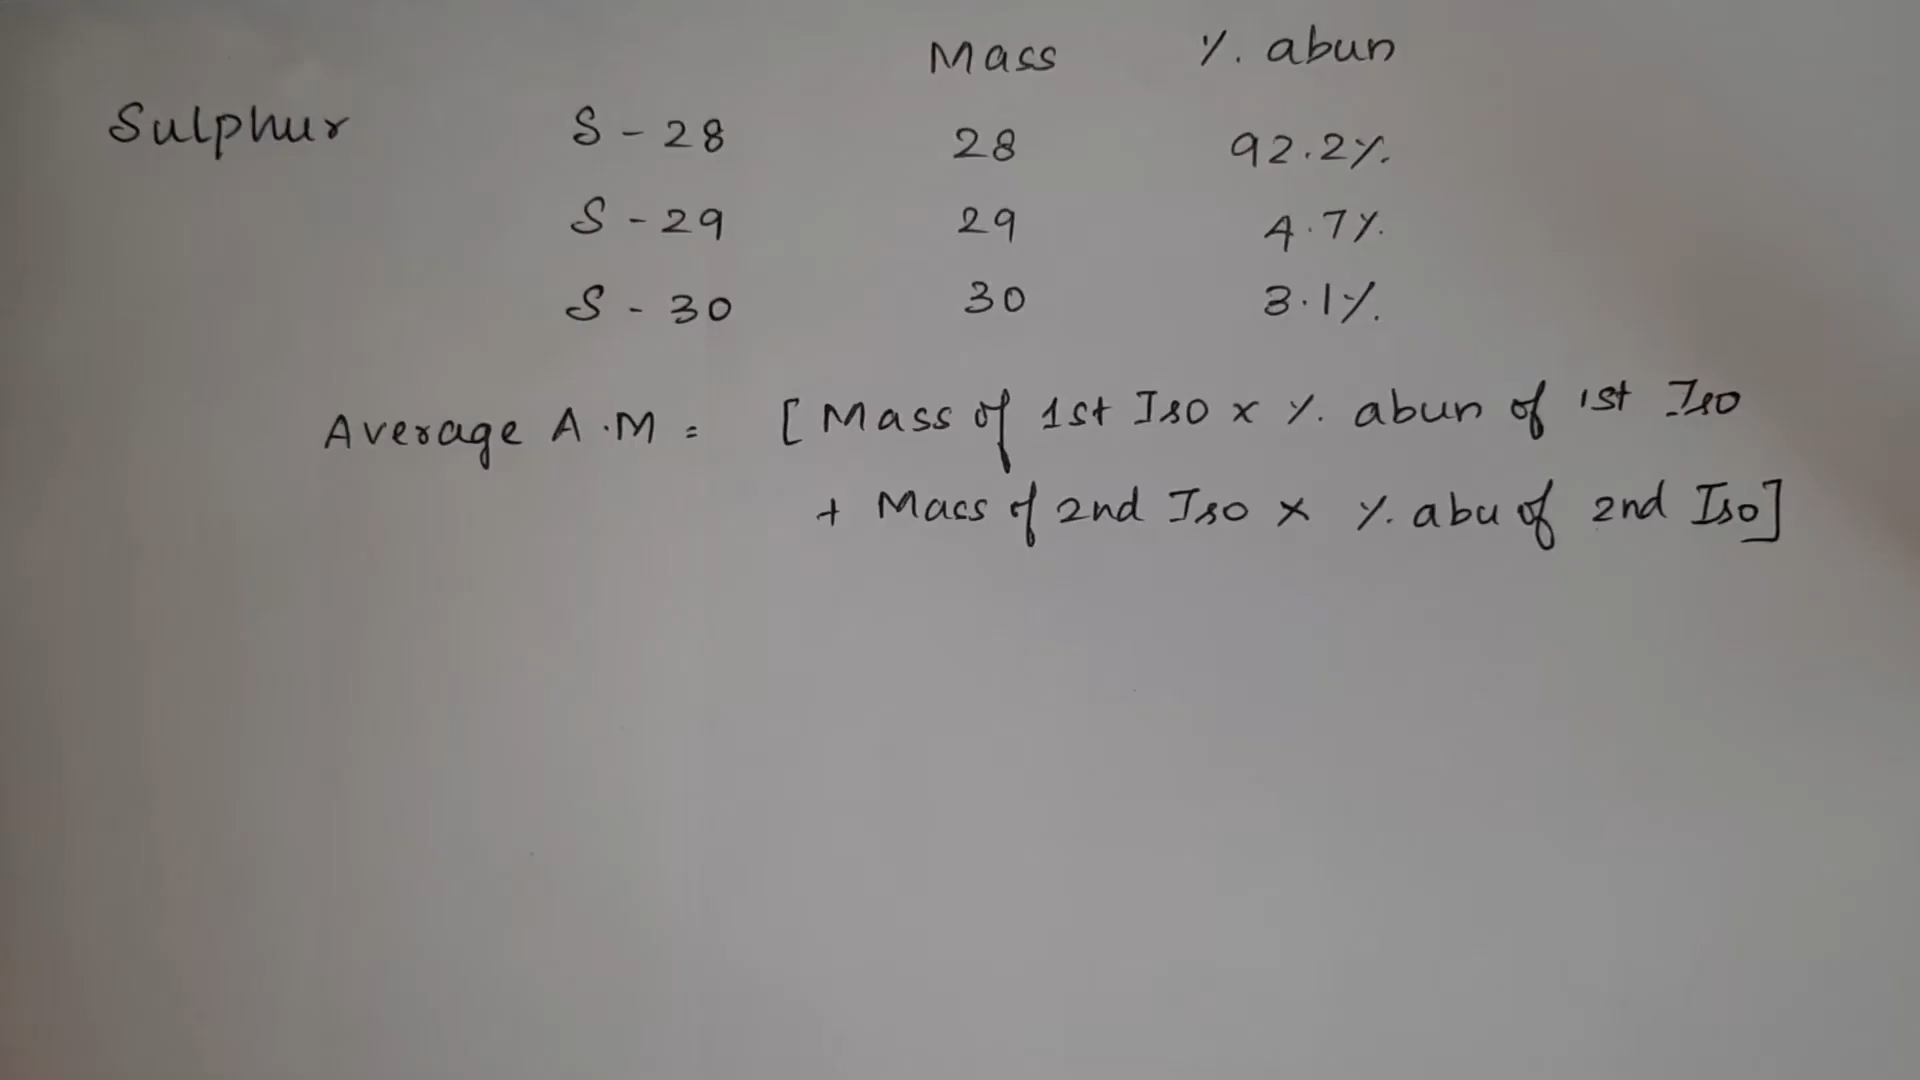 Mass %. abun
Sulphur S - 28 28 92.2%.
S - 29 29 4.7%.
S - 30 30 3.1%.
Average A.M = [ Mass of 1st Iso x %. abun of 1st Iso
+ Mass of 2nd Iso x %. abu of 2nd Iso]